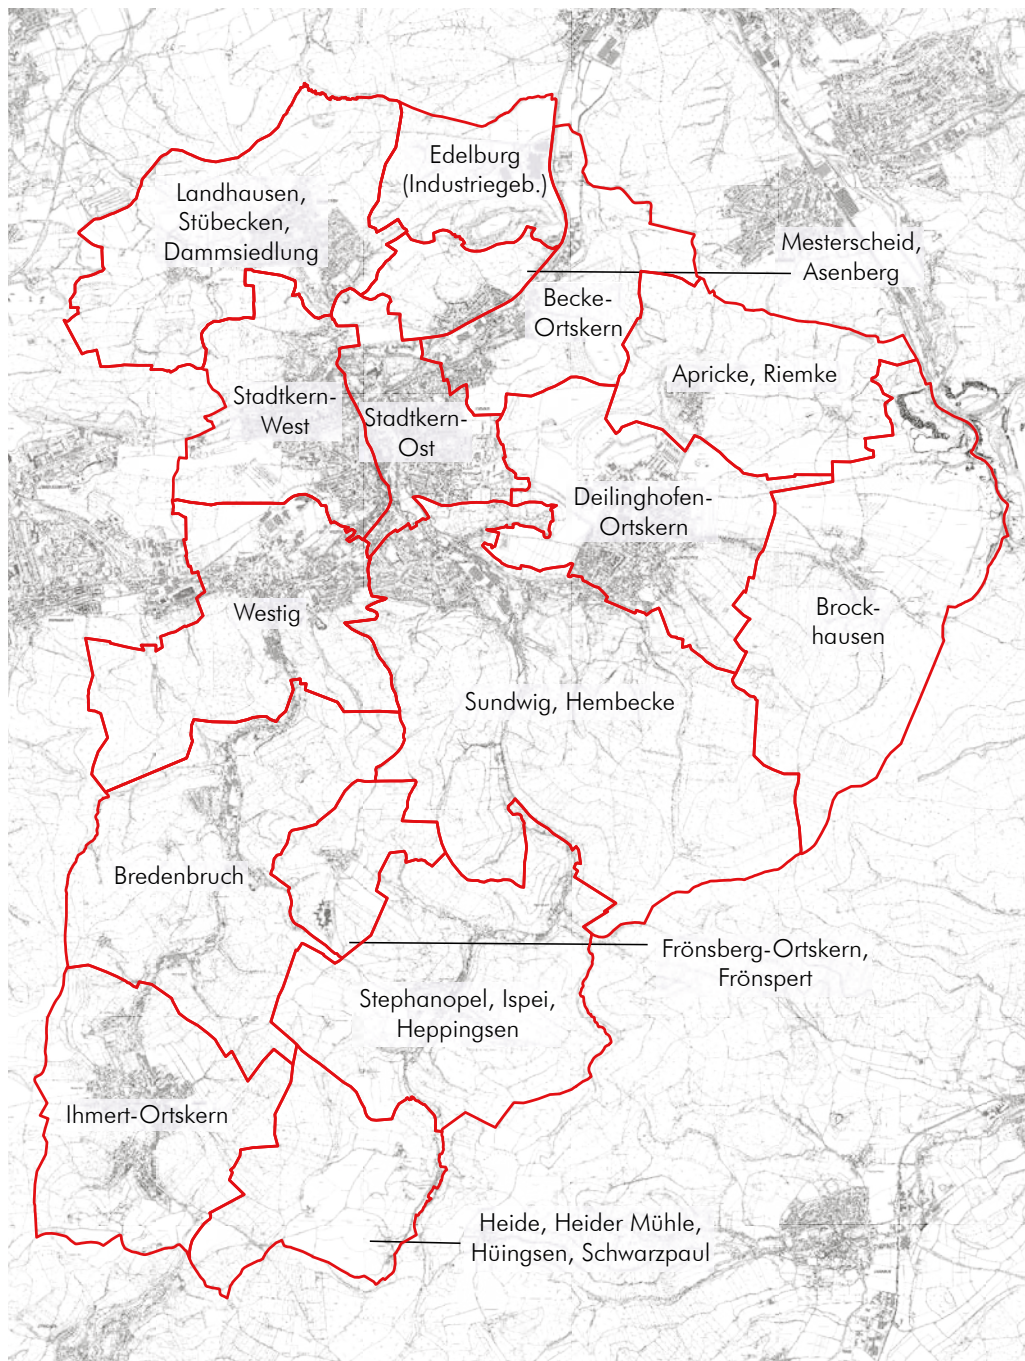 Edelburg
(Industriegeb.)
Landhausen,
Stübecken,
Dammsiedlung
Mesterscheid,
Asenberg
Becke-
Ortskern
Apricke, Riemke
Stadtkern-
West
Stadtkern-
Ost
Deilinghofen-
Ortskern
Westig
Brock-
hausen
Sundwig, Hembecke
Bredenbruch
Frönsberg-Ortskern,
Frönspert
Stephanopel, Ispei,
Heppingsen
Ihmert-Ortskern
Heide, Heider Mühle,
Hüingsen, Schwarzpaul